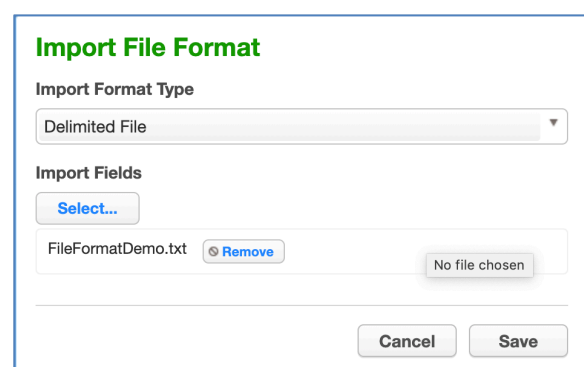 Import File Format
Import Format Type
Delimited File
Import Fields
Select...
FileFormatDemo.txt Remove
No file chosen
Cancel Save